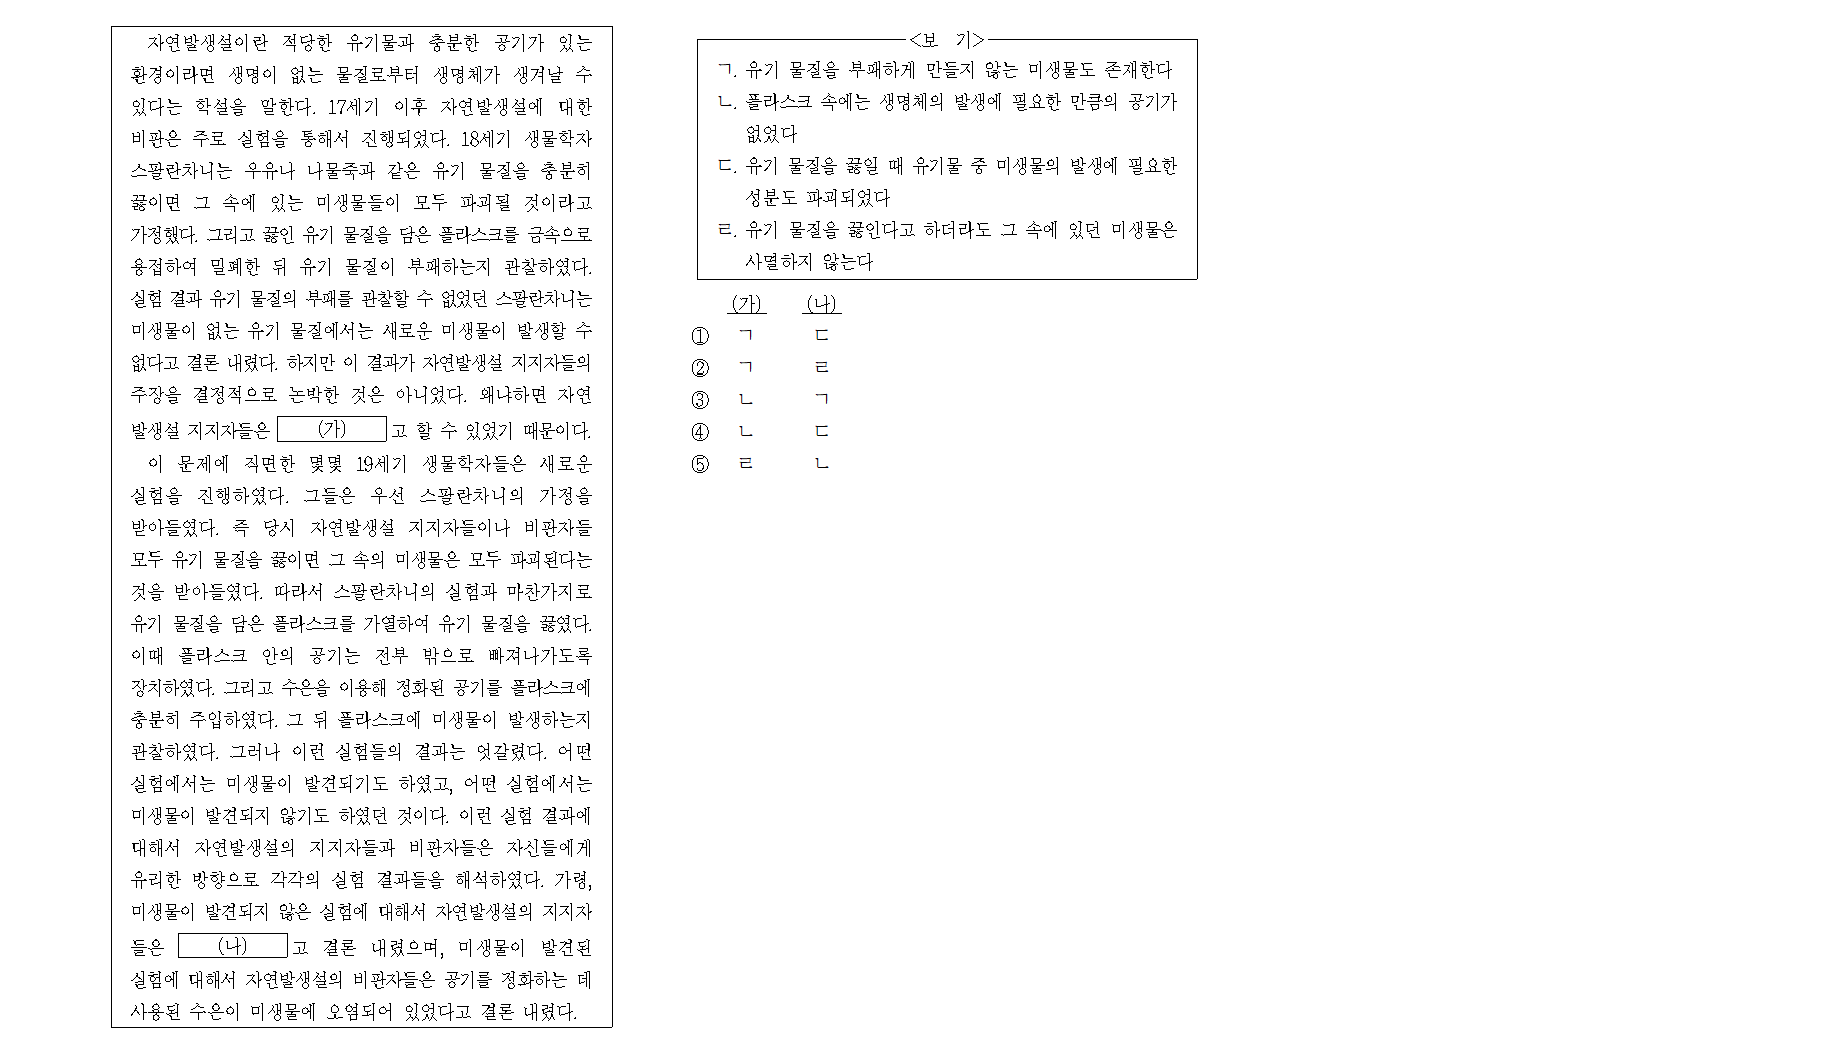 자연발생설이란 적당한 유기물과 충분한 공기가 있는
환경이라면 생명이 없는 물질로부터 생명체가 생겨날 수
있다는 학설을 말한다. 17세기 이후 자연발생설에 대한
비판은 주로 실험을 통해서 진행되었다. 18세기 생물학자
스팔란차니는 우유나 나물죽과 같은 유기 물질을 충분히
끓이면 그 속에 있는 미생물들이 모두 파괴될 것이라고
가정했다. 그리고 끓인 유기 물질을 담은 플라스크를 금속으로
용접하여 밀폐한 뒤 유기 물질이 부패하는지 관찰하였다.
실험 결과 유기 물질의 부패를 관찰할 수 없었던 스팔란차니는
미생물이 없는 유기 물질에서는 새로운 미생물이 발생할 수
없다고 결론 내렸다. 하지만 이 결과가 자연발생설 지지자들의
주장을 결정적으로 논박한 것은 아니었다. 왜냐하면 자연
발생설 지지자들은 (가) 고 할 수 있었기 때문이다.
이 문제에 직면한 몇몇 19세기 생물학자들은 새로운
실험을 진행하였다. 그들은 우선 스팔란차니의 가정을
받아들였다. 즉 당시 자연발생설 지지자들이나 비판자들
모두 유기 물질을 끓이면 그 속의 미생물은 모두 파괴된다는
것을 받아들였다. 따라서 스팔란차니의 실험과 마찬가지로
유기 물질을 담은 플라스크를 가열하여 유기 물질을 끓였다.
이때 플라스크 안의 공기는 전부 밖으로 빠져나가도록
장치하였다. 그리고 수은을 이용해 정화된 공기를 플라스크에
충분히 주입하였다. 그 뒤 플라스크에 미생물이 발생하는지
관찰하였다. 그러나 이런 실험들의 결과는 엇갈렸다. 어떤
실험에서는 미생물이 발견되기도 하였고, 어떤 실험에서는
미생물이 발견되지 않기도 하였던 것이다. 이런 실험 결과에
대해서 자연발생설의 지지자들과 비판자들은 자신들에게
유리한 방향으로 각각의 실험 결과들을 해석하였다. 가령,
미생물이 발견되지 않은 실험에 대해서 자연발생설의 지지자
들은 (나) 고 결론 내렸으며, 미생물이 발견된
실험에 대해서 자연발생설의 비판자들은 공기를 정화하는 데
사용된 수은이 미생물에 오염되어 있었다고 결론 내렸다.
<보 기>
ㄱ. 유기 물질을 부패하게 만들지 않는 미생물도 존재한다
ㄴ. 플라스크 속에는 생명체의 발생에 필요한 만큼의 공기가
없었다
ㄷ. 유기 물질을 끓일 때 유기물 중 미생물의 발생에 필요한
성분도 파괴되었다
ㄹ. 유기 물질을 끓인다고 하더라도 그 속에 있던 미생물은
사멸하지 않는다
(가) (나)
① ㄱ ㄷ
② ㄱ ㄹ
③ ㄴ ㄱ
④ ㄴ ㄷ
⑤ ㄹ ㄴ